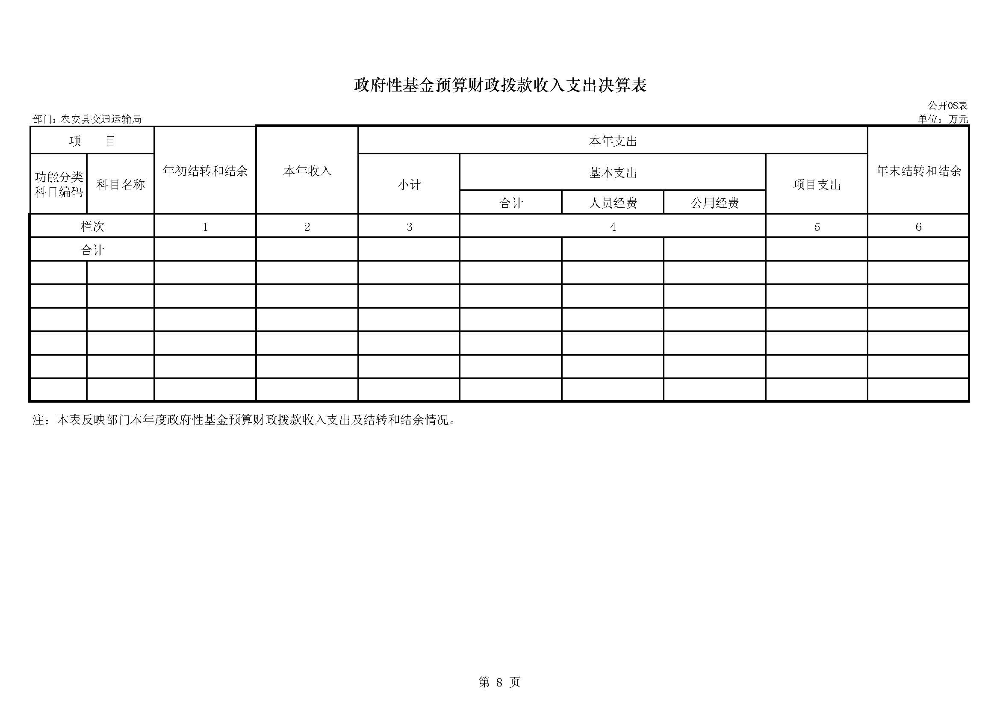 政府性基金预算财政拨款收入支出决算表
公开08表
部门：农安县交通运输局 单位：万元
项 目 本年支出
年初结转和结余 本年收入 年末结转和结余
功能分类
科目编码
科目名称 小计 基本支出 项目支出
合计 人员经费 公用经费
栏次 1 2 3 4 5 6
合计
注：本表反映部门本年度政府性基金预算财政拨款收入支出及结转和结余情况。
第 8 页